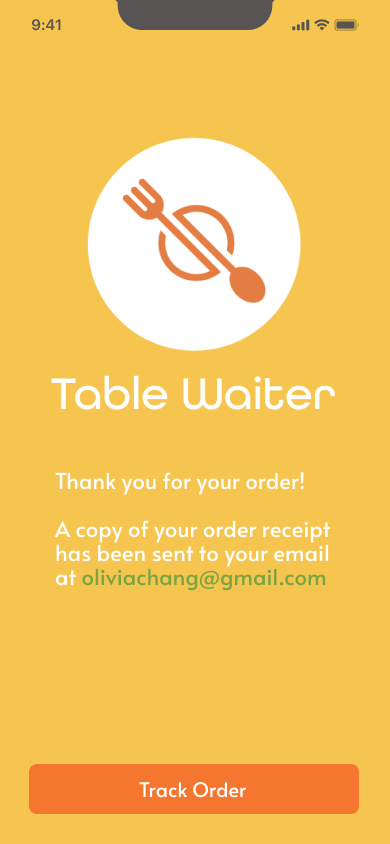 9:41
Table Waiter
Thank you for your order!
A copy of your order receipt
has been sent to your email
at oliviachang@gmail.com
Track Order